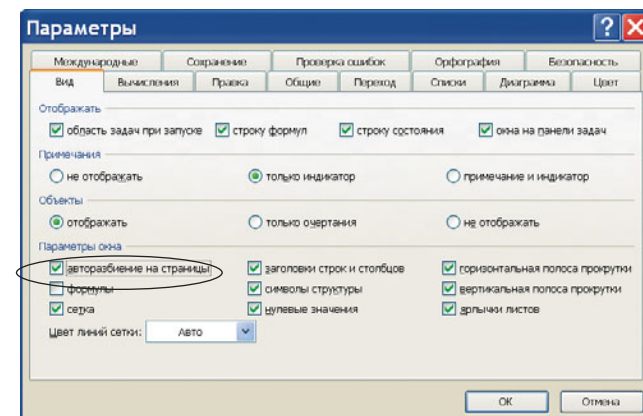 Параметры
Международные Сохранение Проверка ошибок Орфография Безопасность
Вид Вычисления Правка Общие Переход Списки Диаграмма Цвет
Отображать
область задач при запуске строку формул строку состояния окна на панели задач
Примечания
не отображать только индикатор примечание и индикатор
Объекты
отображать только очертания не отображать
Параметры окна
авторазбиение на страницы заголовки строк и столбцов горизонтальная полоса прокрутки
формулы символы структуры вертикальная полоса прокрутки
сетка нулевые значения ярлычки листов
Цвет линий сетки: Авто
ОК Отмена